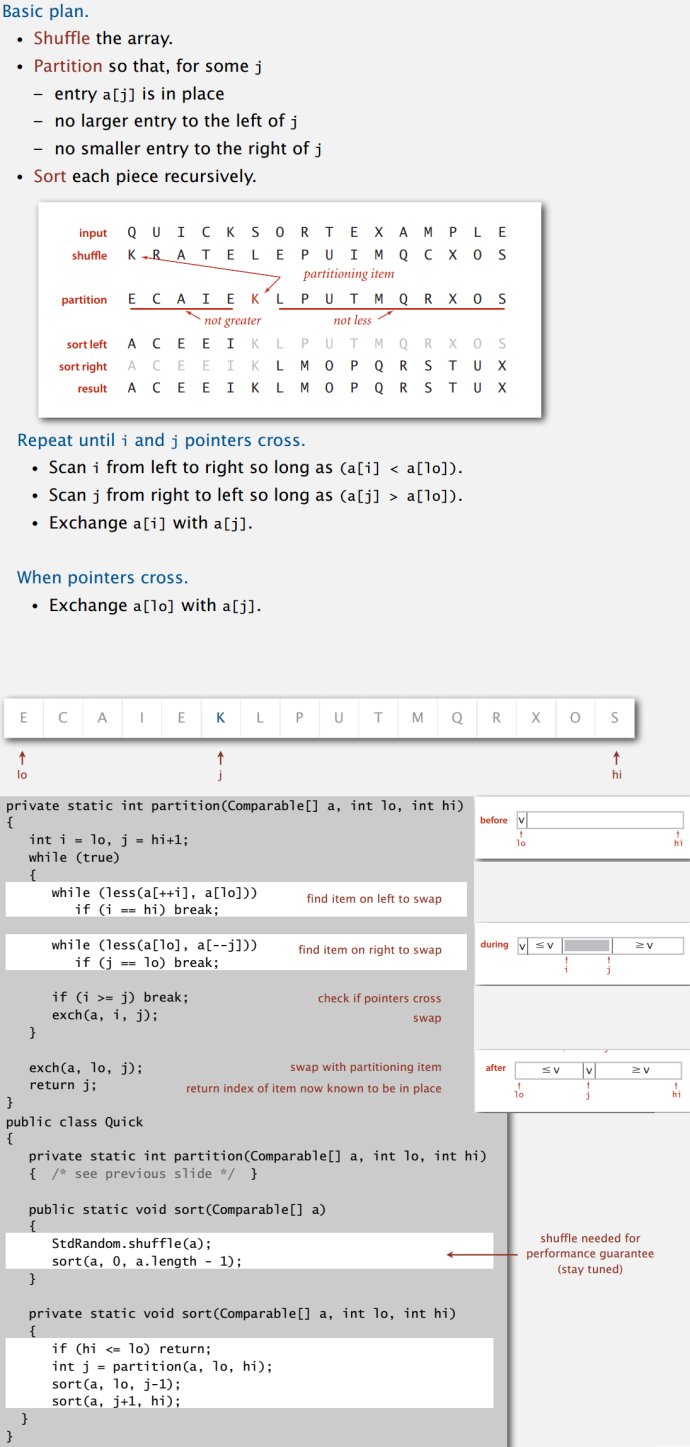 Basic plan.
• Shuffle the array.
• Partition so that, for some j
– entry a[j] is in place
– no larger entry to the left of j
– no smaller entry to the right of j
• Sort each piece recursively.
input Q U I C K S O R T E X A M P L E
shuffle K R A T E L E P U I M Q C X O S
partitioning item
partition E C A I E K L P U T M Q R X O S
not greater not less
sort left A C E E I K L P U T M Q R X O S
sort right A C E E I K L M O P Q R S T U X
result A C E E I K L M O P Q R S T U X
Repeat until i and j pointers cross.
• Scan i from left to right so long as (a[i] < a[lo]).
• Scan j from right to left so long as (a[j] > a[lo]).
• Exchange a[i] with a[j].
When pointers cross.
• Exchange a[lo] with a[j].
E C A I E K L P U T M Q R X O S
lo j hi
private static int partition(Comparable[] a, int lo, int hi)
{
int i = lo, j = hi+1;
while (true)
{
while (less(a[++i], a[lo])) find item on left to swap
if (i == hi) break;
while (less(a[lo], a[--j])) find item on right to swap
if (j == lo) break;
if (i >= j) break; check if pointers cross
exch(a, i, j); swap
}
exch(a, lo, j); swap with partitioning item
return j; return index of item now known to be in place
}
before v
lo hi
during v ≤ v ≥ v
i j
after ≤ v v ≥ v
lo j hi
public class Quick
{
private static int partition(Comparable[] a, int lo, int hi)
{ /* see previous slide */ }
public static void sort(Comparable[] a)
{
StdRandom.shuffle(a);
sort(a, 0, a.length - 1);
}
shuffle needed for
performance guarantee
(stay tuned)
private static void sort(Comparable[] a, int lo, int hi)
{
if (hi <= lo) return;
int j = partition(a, lo, hi);
sort(a, lo, j-1);
sort(a, j+1, hi);
}
}